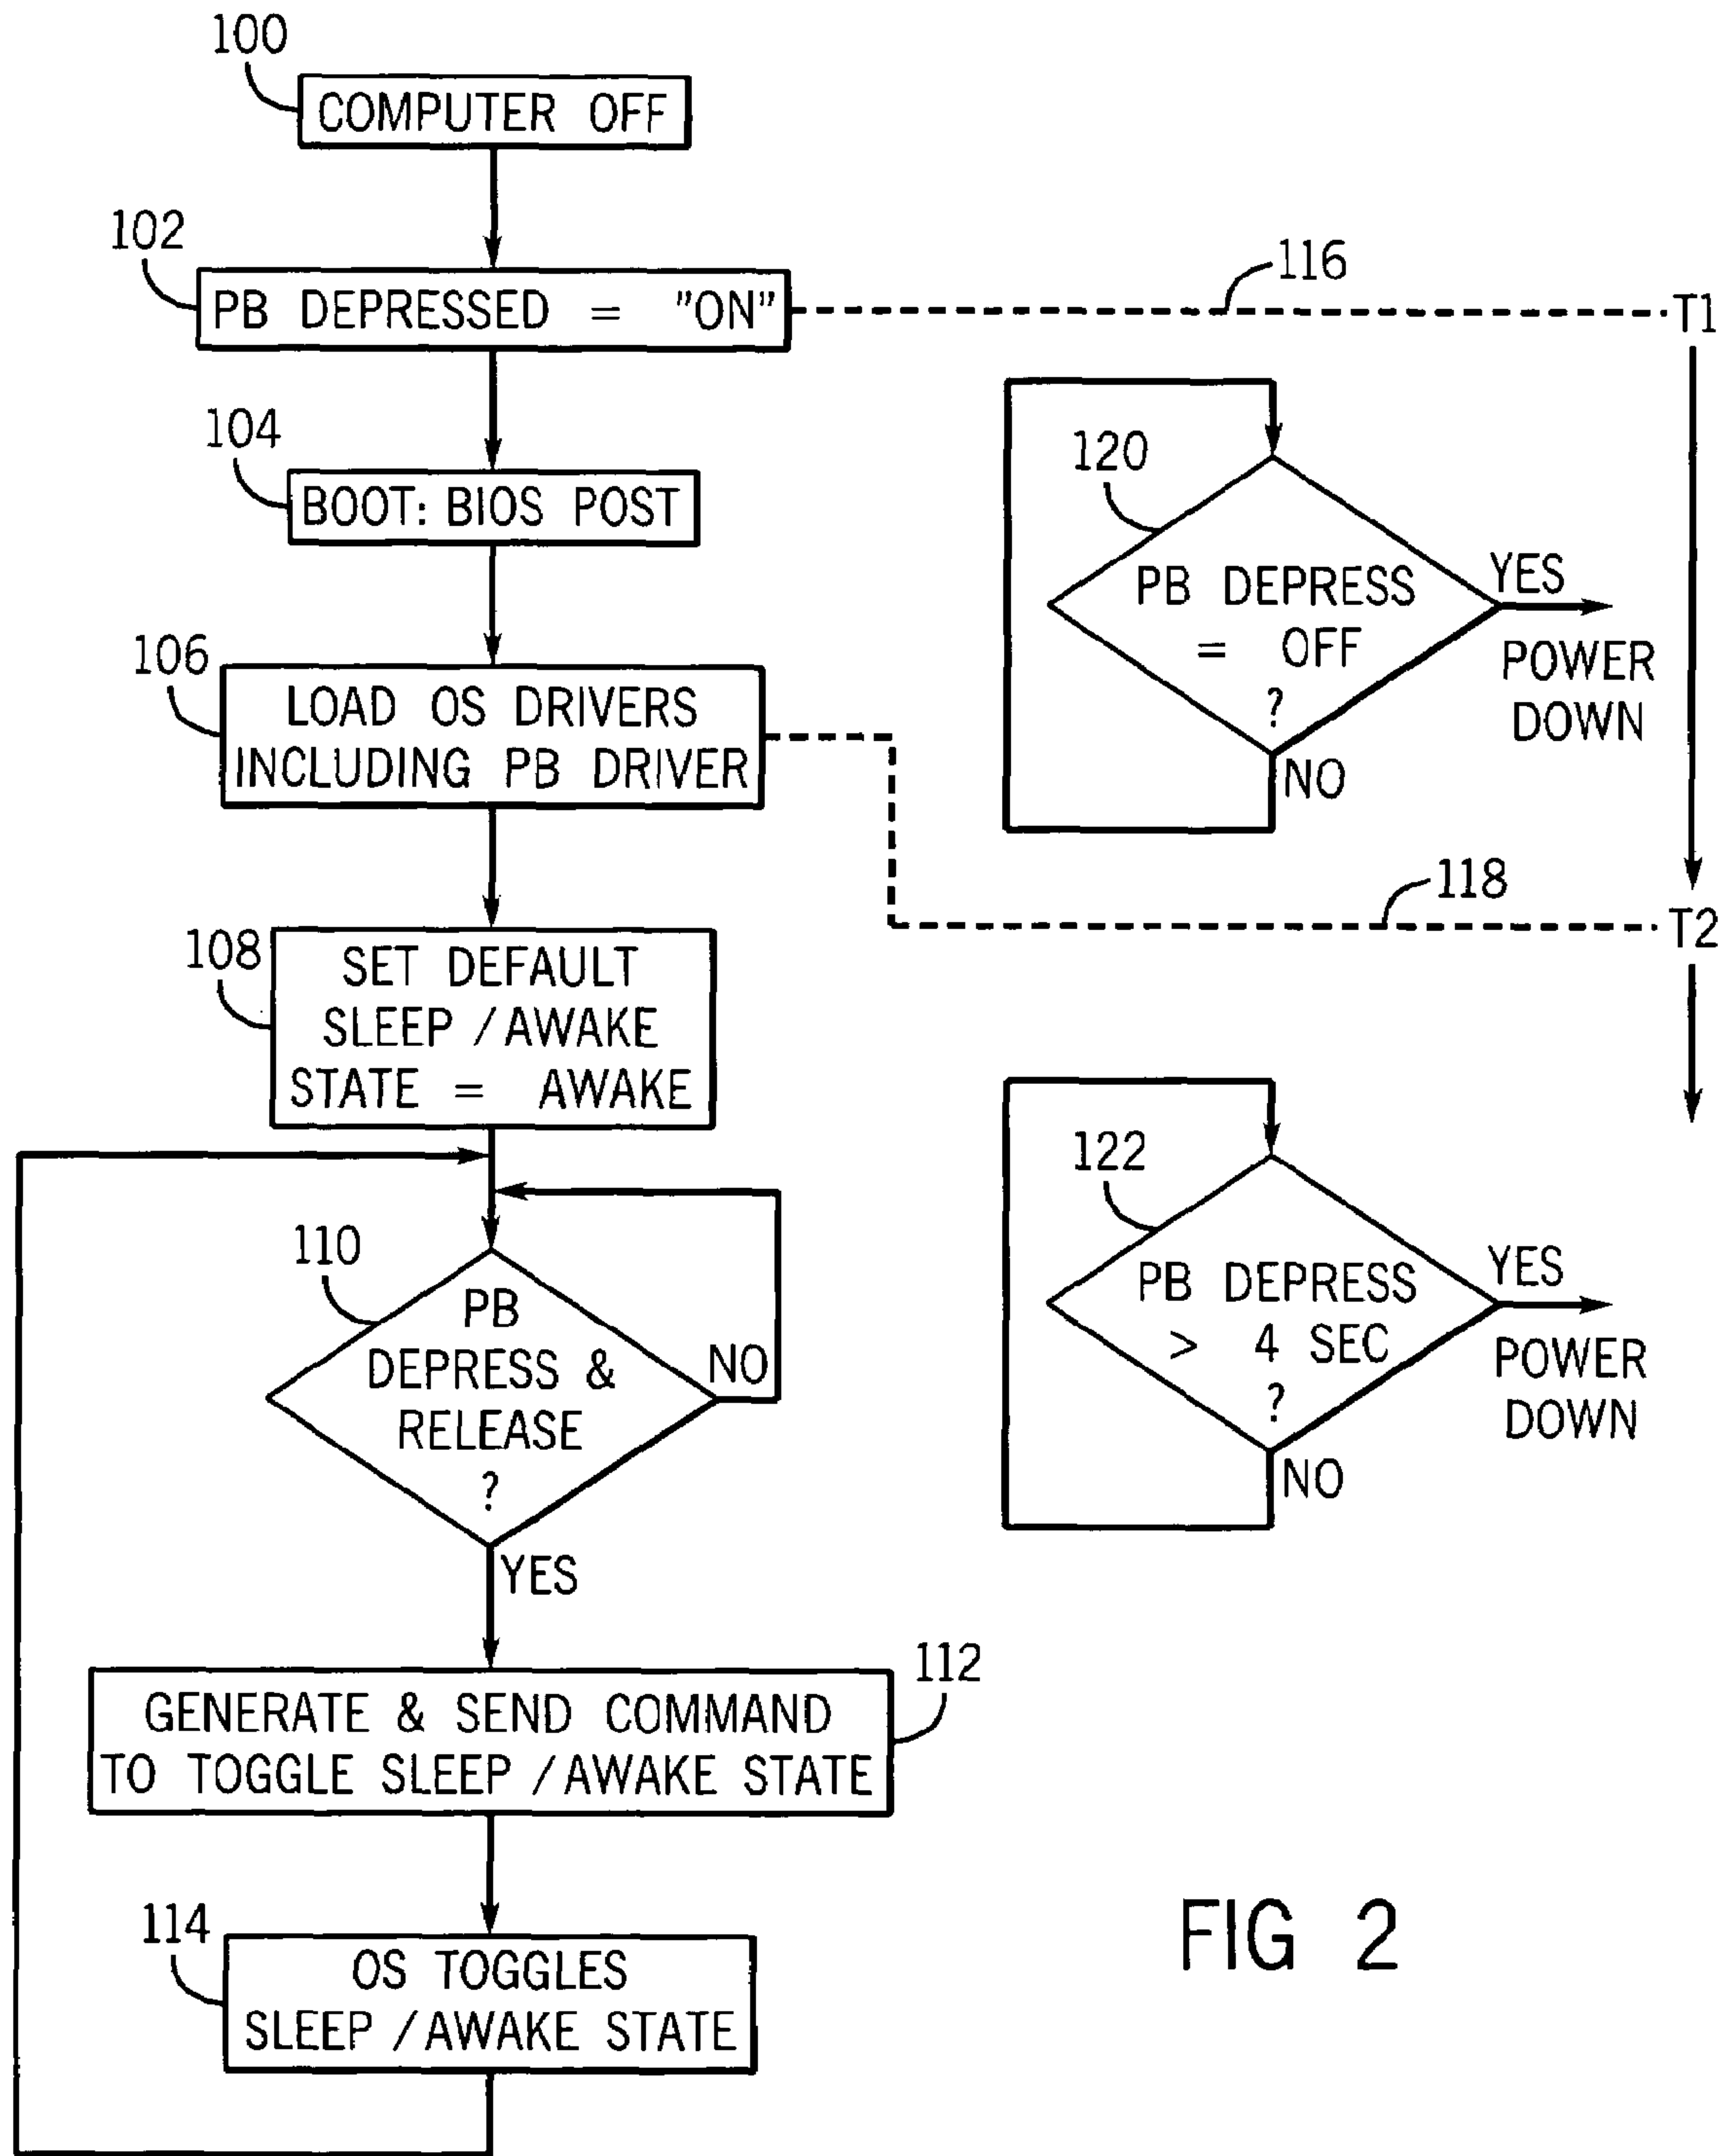 100
COMPUTER OFF
102
PB DEPRESSED = "ON"
116
T1
104
BOOT: BIOS POST
120
PB DEPRESS
= OFF
?
YES
POWER
DOWN
NO
106
LOAD OS DRIVERS
INCLUDING PB DRIVER
118
T2
108
SET DEFAULT
SLEEP / AWAKE
STATE = AWAKE
122
PB DEPRESS
> 4 SEC
?
YES
POWER
DOWN
NO
110
PB
DEPRESS &
RELEASE
?
NO
YES
112
GENERATE & SEND COMMAND
TO TOGGLE SLEEP / AWAKE STATE
114
OS TOGGLES
SLEEP / AWAKE STATE
FIG 2